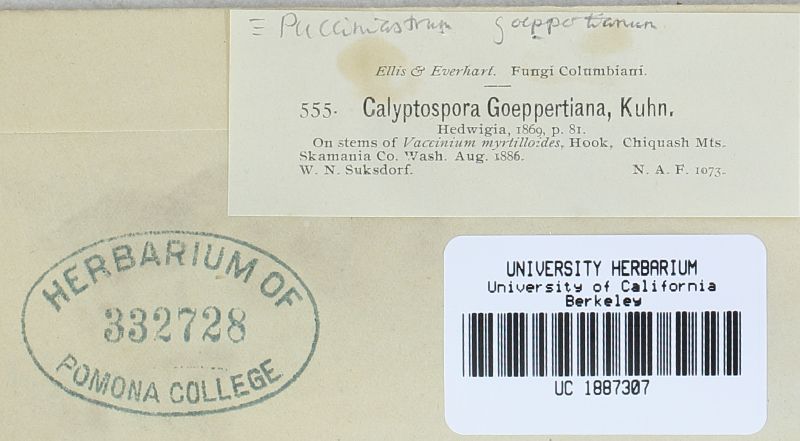 ≡ Pucciniastrum goeppertianum
Ellis & Everhart. Fungi Columbiani.
555. Calyptospora Goeppertiana, Kuhn.
Hedwigia, 1869, p. 81.
On stems of Vaccinium myrtilloides, Hook, Chiquash Mts.
Skamania Co. Wash. Aug. 1886.
W. N. Suksdorf. N. A. F. 1073.
HERBARIUM OF
332728
POMONA COLLEGE
UNIVERSITY HERBARIUM
University of California
Berkeley
UC 1887307